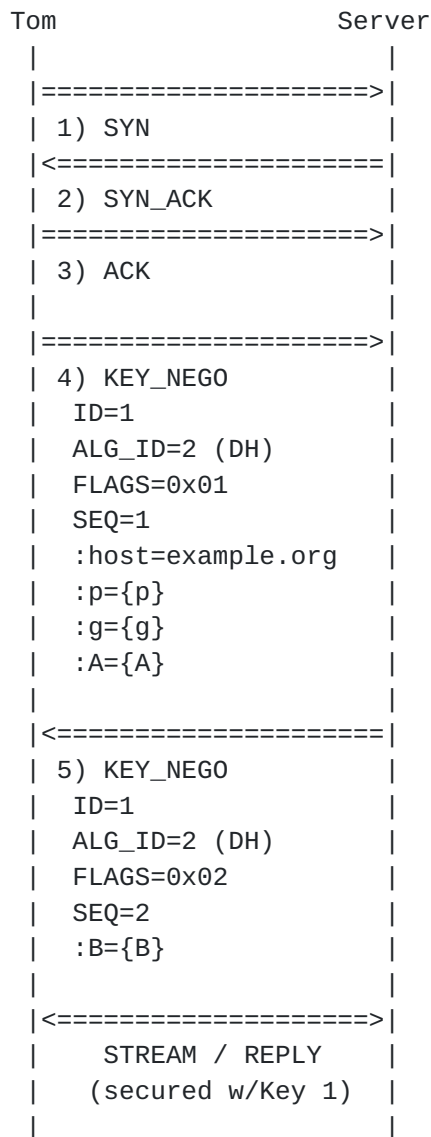 Tom                 Server
 |                     |
 |====================>|
 | 1) SYN              |
 |<====================|
 | 2) SYN_ACK          |
 |====================>|
 | 3) ACK              |
 |                     |
 |====================>|
 | 4) KEY_NEGO         |
 |  ID=1               |
 |  ALG_ID=2 (DH)      |
 |  FLAGS=0x01         |
 |  SEQ=1              |
 |  :host=example.org  |
 |  :p={p}             |
 |  :g={g}             |
 |  :A={A}             |
 |                     |
 |<====================|
 | 5) KEY_NEGO         |
 |  ID=1               |
 |  ALG_ID=2 (DH)      |
 |  FLAGS=0x02         |
 |  SEQ=2              |
 |  :B={B}             |
 |                     |
 |<===================>|
 |    STREAM / REPLY   |
 |   (secured w/Key 1) |
 |                     |